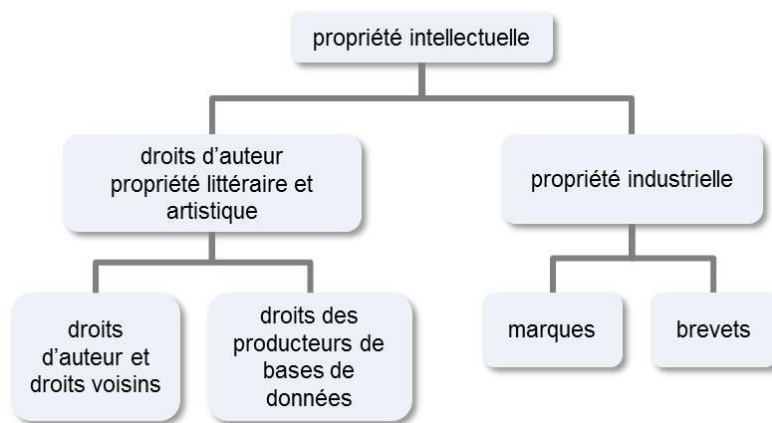 propriété intellectuelle
droits d’auteur
propriété littéraire et
artistique
propriété industrielle
droits
d’auteur et
droits voisins
droits des
producteurs de
bases de
données
marques
brevets